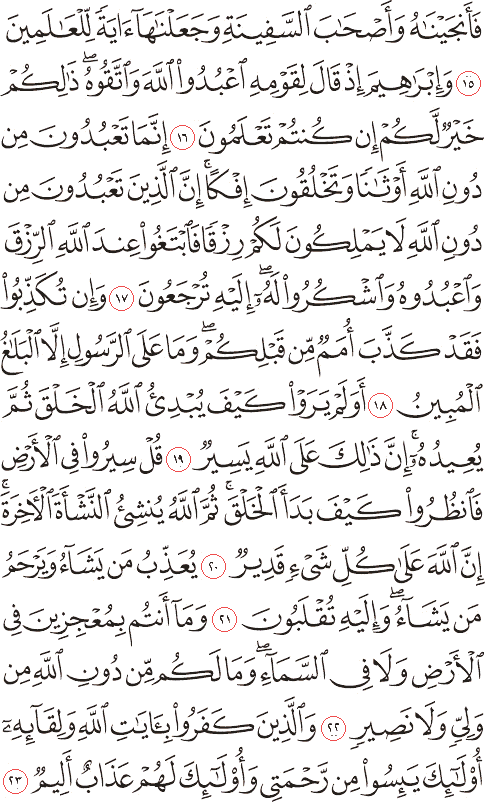 فَأَنجَيْنَٰهُ وَأَصْحَٰبَ ٱلسَّفِينَةِ وَجَعَلْنَٰهَآ ءَايَةً لِّلْعَٰلَمِينَ
١٥ وَإِبْرَٰهِيمَ إِذْ قَالَ لِقَوْمِهِ ٱعْبُدُوا۟ ٱللَّهَ وَٱتَّقُوهُ ۖ ذَٰلِكُمْ
خَيْرٌ لَّكُمْ إِن كُنتُمْ تَعْلَمُونَ ١٦ إِنَّمَا تَعْبُدُونَ مِن
دُونِ ٱللَّهِ أَوْثَٰنًا وَتَخْلُقُونَ إِفْكًا ۚ إِنَّ ٱلَّذِينَ تَعْبُدُونَ مِن
دُونِ ٱللَّهِ لَا يَمْلِكُونَ لَكُمْ رِزْقًا فَٱبْتَغُوا۟ عِندَ ٱللَّهِ ٱلرِّزْقَ
وَٱعْبُدُوهُ وَٱشْكُرُوا۟ لَهُۥٓ ۖ إِلَيْهِ تُرْجَعُونَ ١٧ وَإِن تُكَذِّبُوا۟
فَقَدْ كَذَّبَ أُمَمٌ مِّن قَبْلِكُمْ ۖ وَمَا عَلَى ٱلرَّسُولِ إِلَّا ٱلْبَلَٰغُ
ٱلْمُبِينُ ١٨ أَوَلَمْ يَرَوْا۟ كَيْفَ يُبْدِئُ ٱللَّهُ ٱلْخَلْقَ ثُمَّ
يُعِيدُهُۥٓ ۚ إِنَّ ذَٰلِكَ عَلَى ٱللَّهِ يَسِيرٌ ١٩ قُلْ سِيرُوا۟ فِى ٱلْأَرْضِ
فَٱنظُرُوا۟ كَيْفَ بَدَأَ ٱلْخَلْقَ ۚ ثُمَّ ٱللَّهُ يُنشِئُ ٱلنَّشْأَةَ ٱلْءَاخِرَةَ ۚ
إِنَّ ٱللَّهَ عَلَىٰ كُلِّ شَىْءٍ قَدِيرٌ ٢٠ يُعَذِّبُ مَن يَشَآءُ وَيَرْحَمُ
مَن يَشَآءُ ۖ وَإِلَيْهِ تُقْلَبُونَ ٢١ وَمَآ أَنتُم بِمُعْجِزِينَ فِى
ٱلْأَرْضِ وَلَا فِى ٱلسَّمَآءِ ۖ وَمَا لَكُم مِّن دُونِ ٱللَّهِ مِن
وَلِىٍّ وَلَا نَصِيرٍ ٢٢ وَٱلَّذِينَ كَفَرُوا۟ بِـَٔايَٰتِ ٱللَّهِ وَلِقَآئِهِۦٓ
أُو۟لَٰٓئِكَ يَئِسُوا۟ مِن رَّحْمَتِى وَأُو۟لَٰٓئِكَ لَهُمْ عَذَابٌ أَلِيمٌ ٢٣